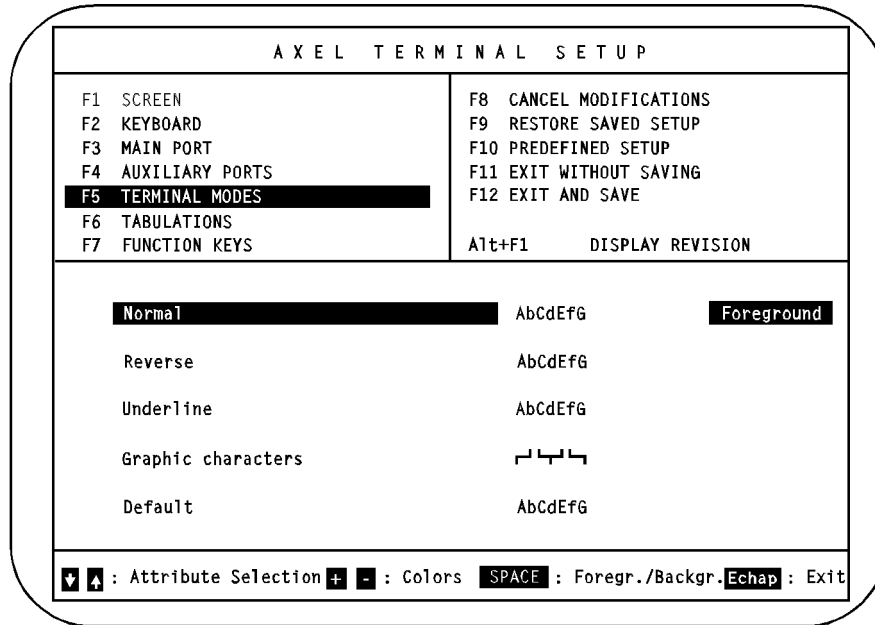 AXEL TERMINAL SETUP
F1 SCREEN
F2 KEYBOARD
F3 MAIN PORT
F4 AUXILIARY PORTS
F5 TERMINAL MODES
F6 TABULATIONS
F7 FUNCTION KEYS
F8 CANCEL MODIFICATIONS
F9 RESTORE SAVED SETUP
F10 PREDEFINED SETUP
F11 EXIT WITHOUT SAVING
F12 EXIT AND SAVE
Alt+F1 DISPLAY REVISION
Normal AbCdEfG Foreground
Reverse AbCdEfG
Underline AbCdEfG
Graphic characters
Default AbCdEfG
: Attribute Selection + - : Colors SPACE : Foregr./Backgr. Echap : Exit